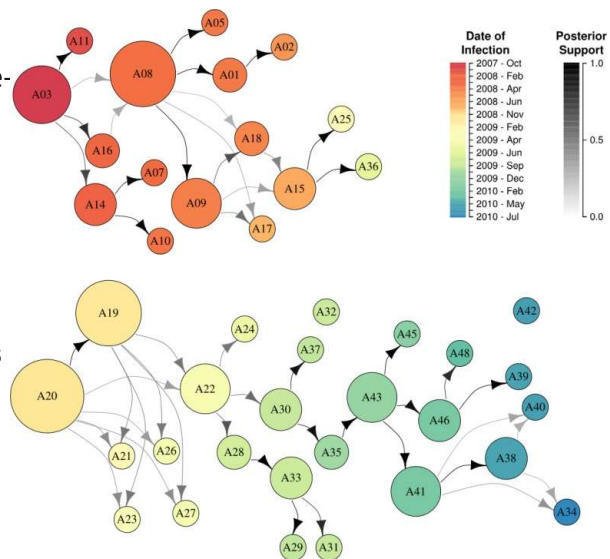 e-
s
A11
A05
A02
A08
A01
A03
A16
A18
A25
A36
A07
A14
A09
A15
A10
A17
Date of
Infection
2007 - Oct
2008 - Feb
2008 - Apr
2008 - Jun
2008 - Nov
2009 - Feb
2009 - Apr
2009 - Jun
2009 - Sep
2009 - Dec
2010 - Feb
2010 - May
2010 - Jul
Posterior
Support
1.0
0.5
0.0
A19
A24
A32
A42
A45
A37
A48
A39
A20
A22
A30
A43
A46
A40
A21
A26
A28
A35
A38
A33
A41
A23
A27
A34
A29
A31